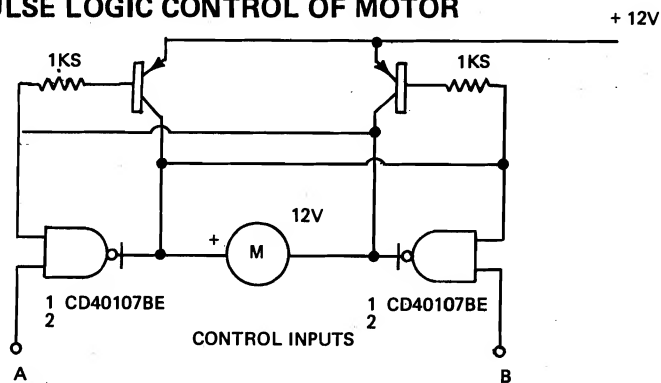 ULSE LOGIC CONTROL OF MOTOR
+ 12V
1KS
1KS
12V
+
M
1 CD40107BE
2
1 CD40107BE
2
CONTROL INPUTS
A
B